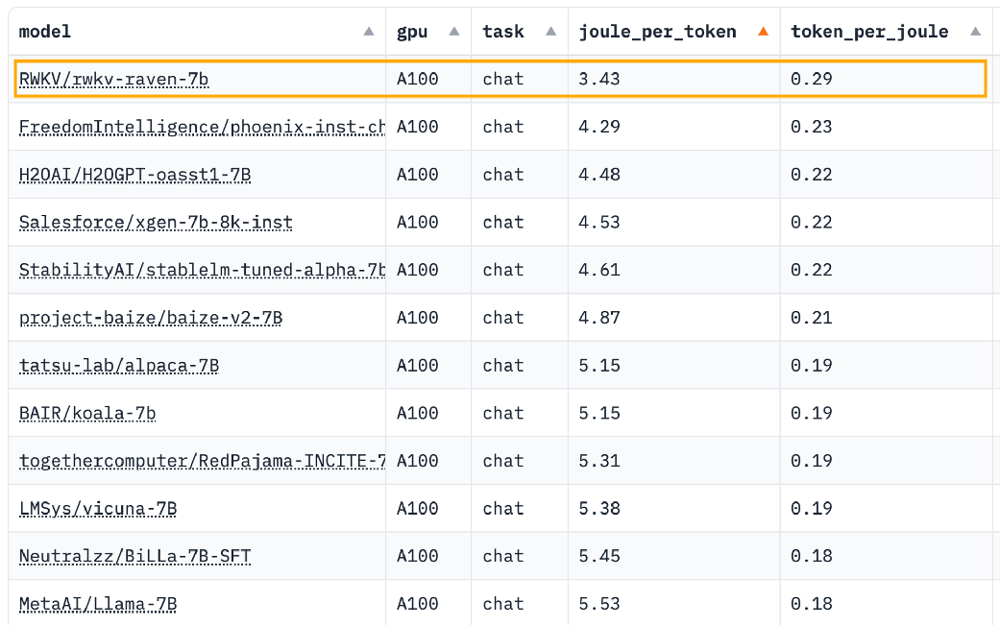 model gpu task joule_per_token token_per_joule
RWKV/rwkv-raven-7b A100 chat 3.43 0.29
FreedomIntelligence/phoenix-inst-ch A100 chat 4.29 0.23
H2OAI/H2OGPT-oasst1-7B A100 chat 4.48 0.22
Salesforce/xgen-7b-8k-inst A100 chat 4.53 0.22
StabilityAI/stablelm-tuned-alpha-7b A100 chat 4.61 0.22
project-baize/baize-v2-7B A100 chat 4.87 0.21
tatsu-lab/alpaca-7B A100 chat 5.15 0.19
BAIR/koala-7b A100 chat 5.15 0.19
togethercomputer/RedPajama-INCITE-7 A100 chat 5.31 0.19
LMSys/vicuna-7B A100 chat 5.38 0.19
Neutralzz/BiLLa-7B-SFT A100 chat 5.45 0.18
MetaAI/Llama-7B A100 chat 5.53 0.18